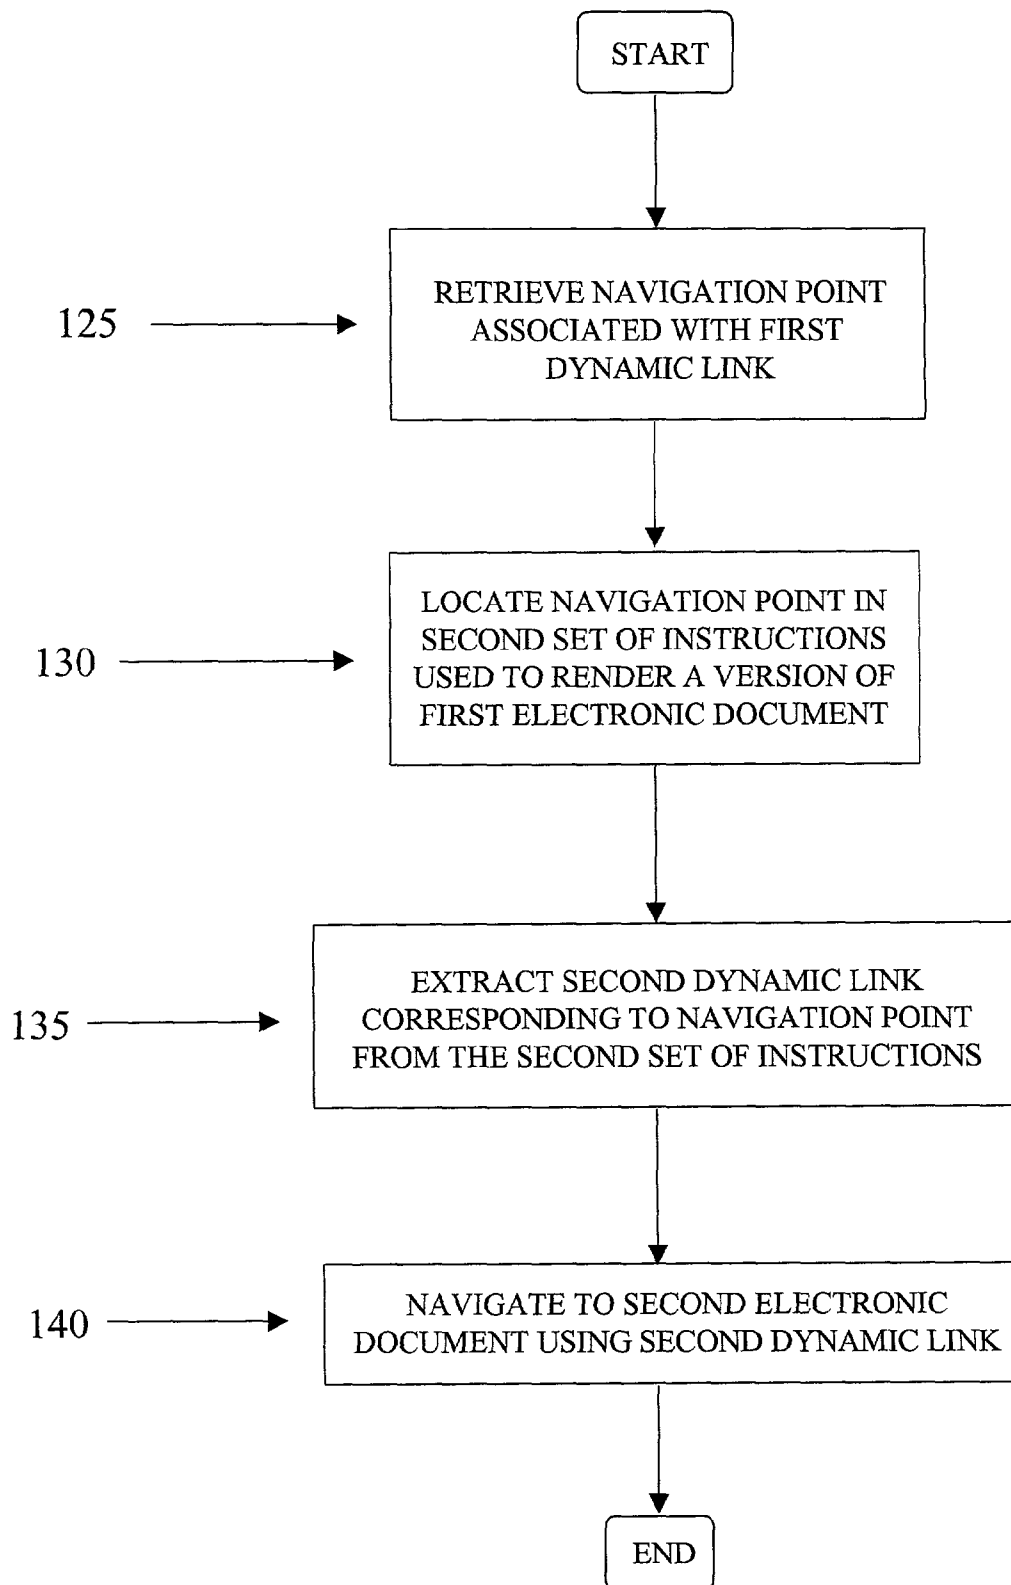 START
125
RETRIEVE NAVIGATION POINT
ASSOCIATED WITH FIRST
DYNAMIC LINK
130
LOCATE NAVIGATION POINT IN
SECOND SET OF INSTRUCTIONS
USED TO RENDER A VERSION OF
FIRST ELECTRONIC DOCUMENT
135
EXTRACT SECOND DYNAMIC LINK
CORRESPONDING TO NAVIGATION POINT
FROM THE SECOND SET OF INSTRUCTIONS
140
NAVIGATE TO SECOND ELECTRONIC
DOCUMENT USING SECOND DYNAMIC LINK
END